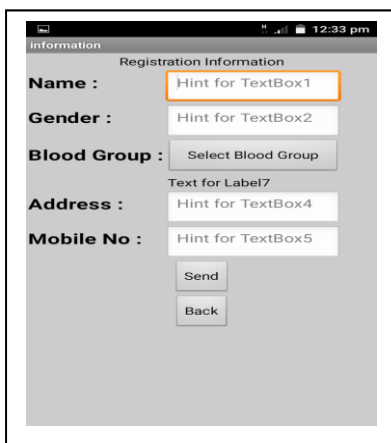 12:33 pm
information
Registration Information
Name : Hint for TextBox1
Gender : Hint for TextBox2
Blood Group : Select Blood Group
Text for Label7
Address : Hint for TextBox4
Mobile No : Hint for TextBox5
Send
Back